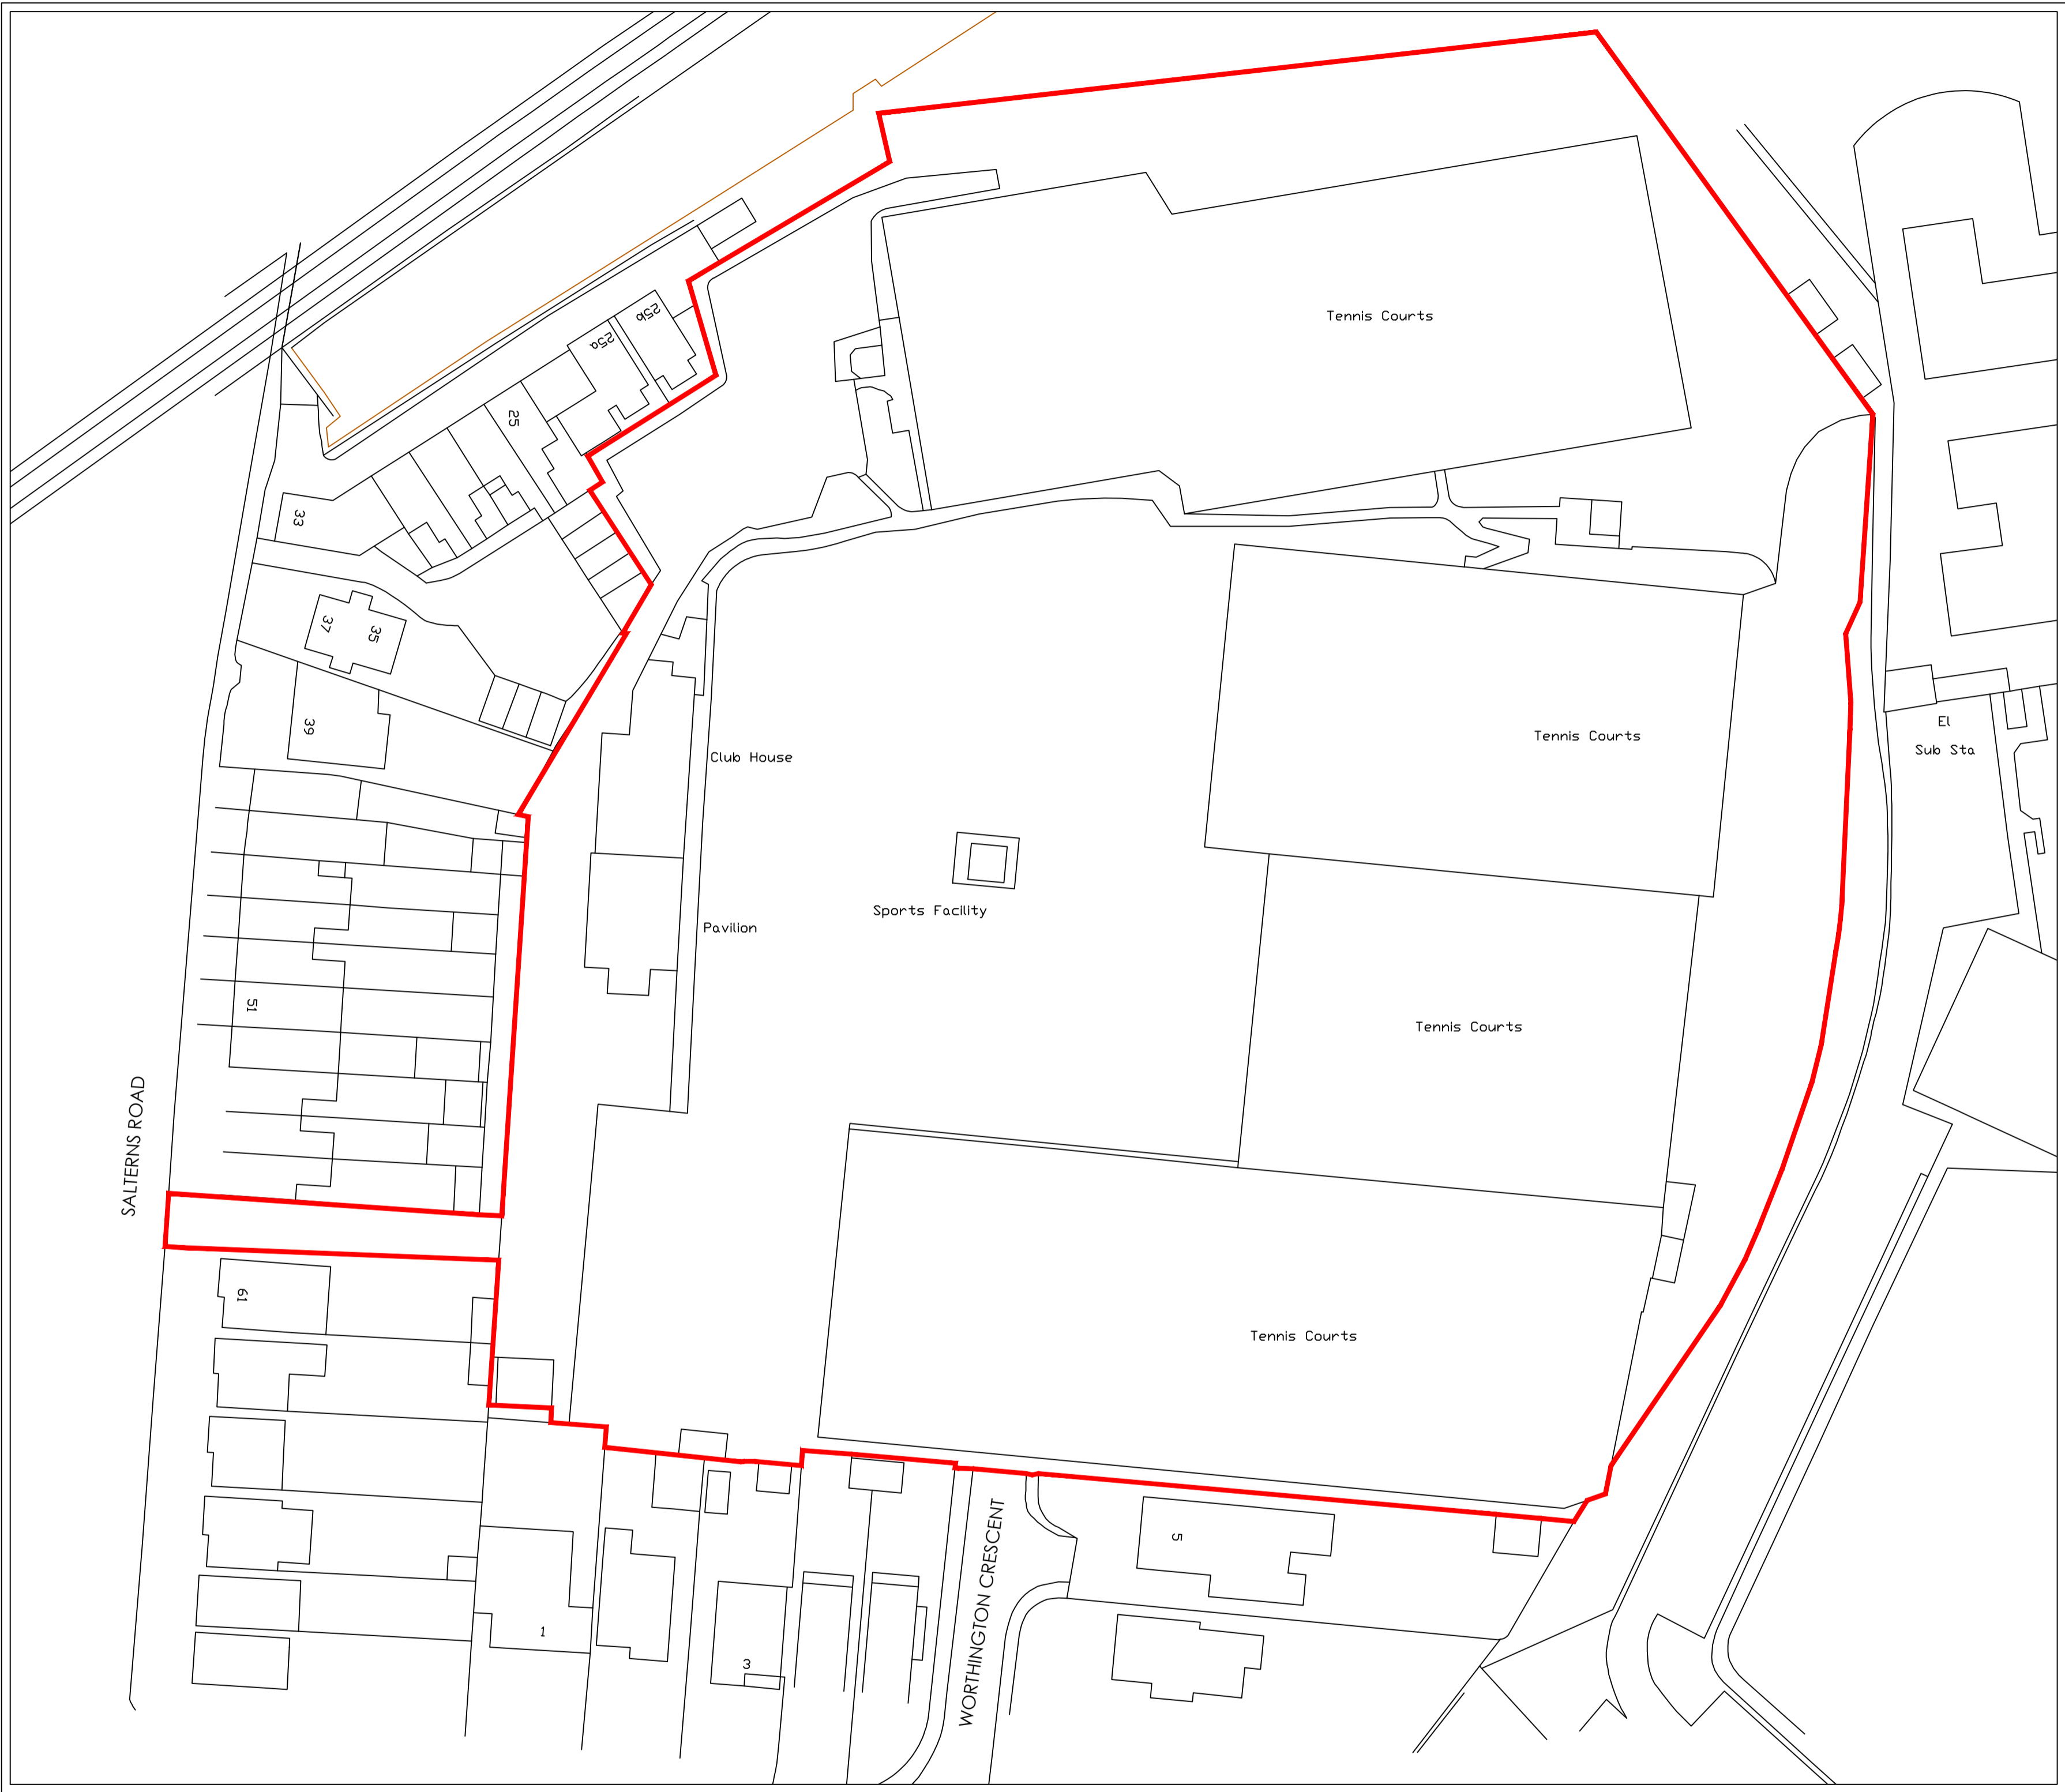 Tennis Courts
25b
25a
25
33
37
35
39
El
Sub Sta
Tennis Courts
Club House
Sports Facility
Pavilion
51
Tennis Courts
SALTERNS ROAD
61
Tennis Courts
5
WORTHINGTON CRESCENT
1
3